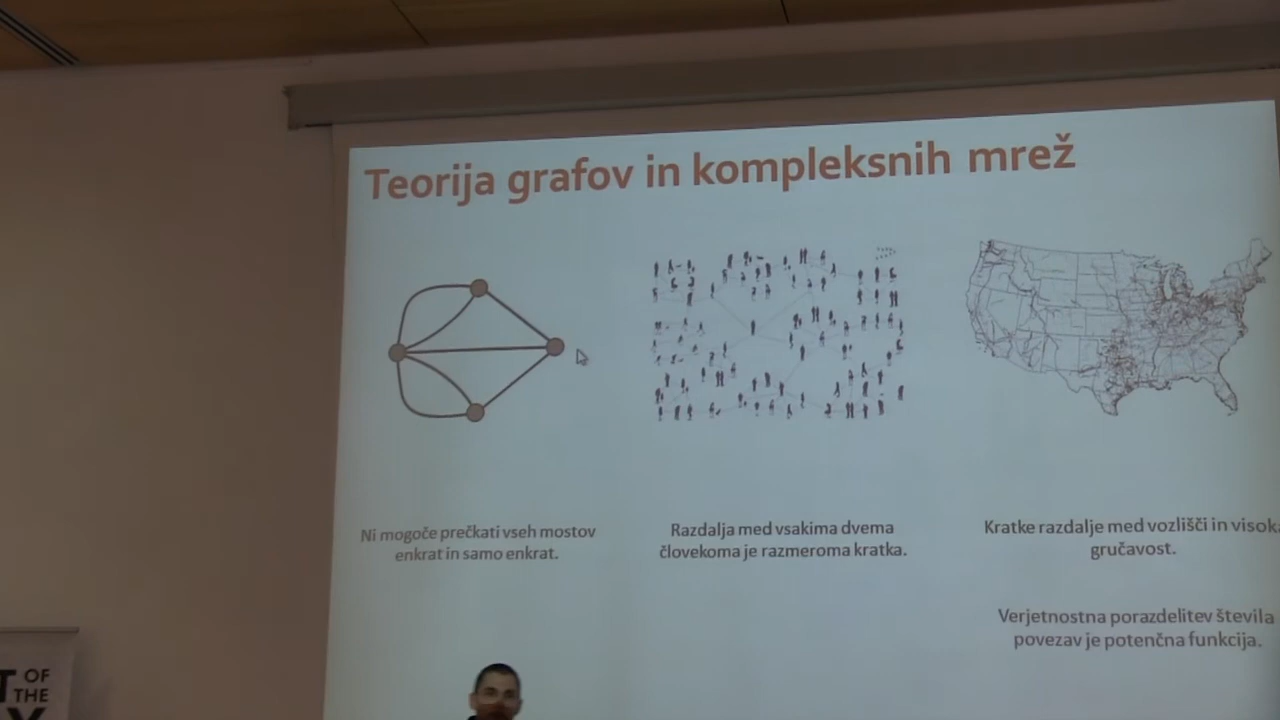 Teorija grafov in kompleksnih mrež
Ni mogoče prečkati vseh mostov
enkrat in samo enkrat.
Razdalja med vsakima dvema
človekoma je razmeroma kratka.
Kratke razdalje med vozlišči in visok
gručavost.
Verjetnostna porazdelitev števila
povezav je potenčna funkcija.
T OF
THE
Y